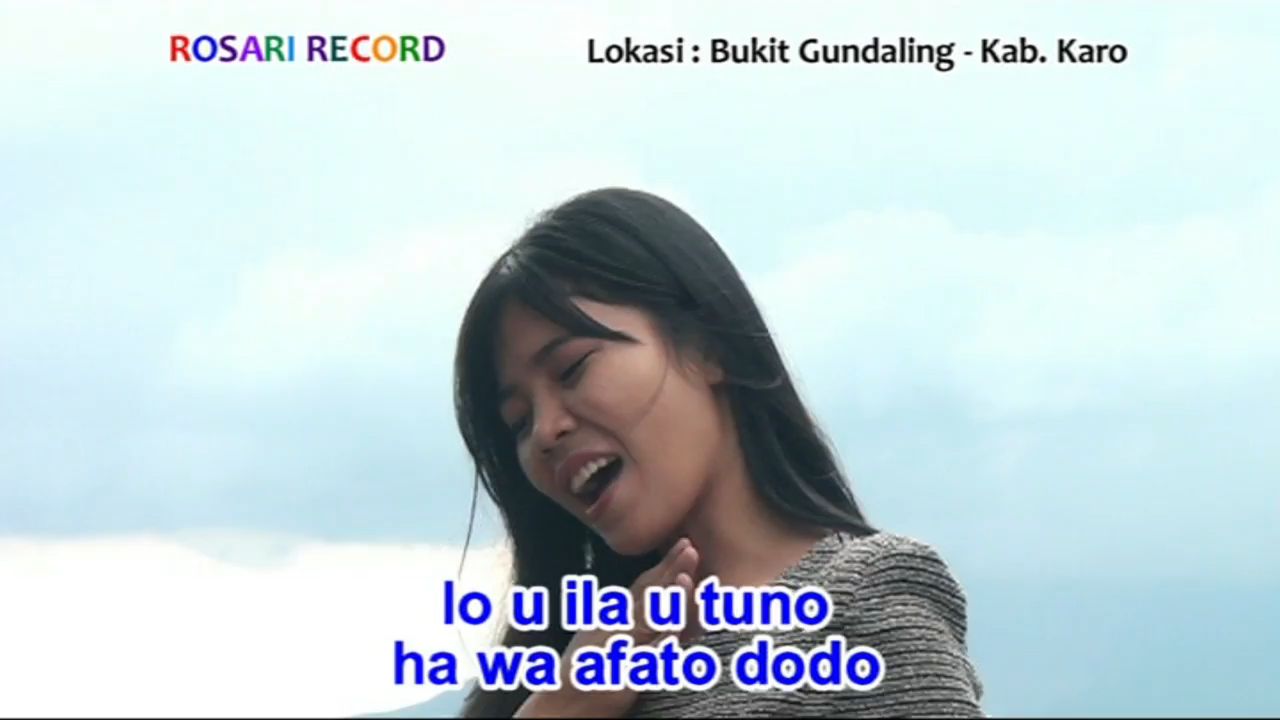 ROSARI RECORD
Lokasi : Bukit Gundaling - Kab. Karo
lo u ila u tuno
ha wa afato dodo